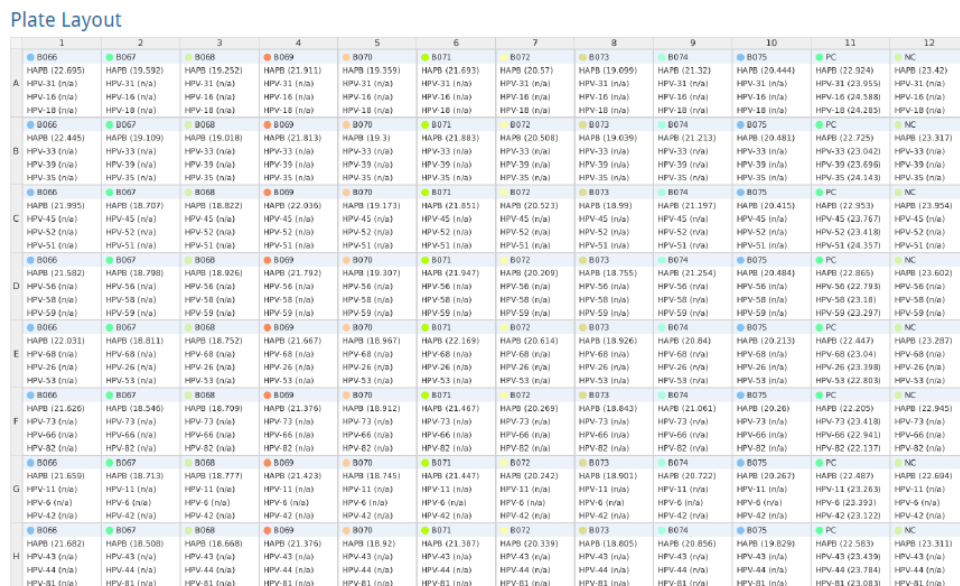 Plate Layout
1 2 3 4 5 6 7 8 9 10 11 12
B066 B067 B068 B069 B070 B071 B072 B073 B074 B075 PC NC
HAPB (22.695) HAPB (19.592) HAPB (19.252) HAPB (21.911) HAPB (19.359) HAPB (21.693) HAPB (20.57) HAPB (19.099) HAPB (21.32) HAPB (20.444) HAPB (22.924) HAPB (23.42)
A HPV-31 (n/a) HPV-31 (n/a) HPV-31 (n/a) HPV-31 (n/a) HPV-31 (n/a) HPV-31 (n/a) HPV-31 (n/a) HPV-31 (n/a) HPV-31 (n/a) HPV-31 (n/a) HPV-31 (23.955) HPV-31 (n/a)
HPV-16 (n/a) HPV-16 (n/a) HPV-16 (n/a) HPV-16 (n/a) HPV-16 (n/a) HPV-16 (n/a) HPV-16 (n/a) HPV-16 (n/a) HPV-16 (n/a) HPV-16 (n/a) HPV-16 (24.588) HPV-16 (n/a)
HPV-18 (n/a) HPV-18 (n/a) HPV-18 (n/a) HPV-18 (n/a) HPV-18 (n/a) HPV-18 (n/a) HPV-18 (n/a) HPV-18 (n/a) HPV-18 (n/a) HPV-18 (n/a) HPV-18 (24.285) HPV-18 (n/a)
B066 B067 B068 B069 B070 B071 B072 B073 B074 B075 PC NC
HAPB (22.445) HAPB (19.109) HAPB (19.018) HAPB (21.813) HAPB (19.3) HAPB (21.883) HAPB (20.508) HAPB (19.039) HAPB (21.213) HAPB (20.481) HAPB (22.725) HAPB (23.317)
B HPV-33 (n/a) HPV-33 (n/a) HPV-33 (n/a) HPV-33 (n/a) HPV-33 (n/a) HPV-33 (n/a) HPV-33 (n/a) HPV-33 (n/a) HPV-33 (n/a) HPV-33 (n/a) HPV-33 (23.042) HPV-33 (n/a)
HPV-39 (n/a) HPV-39 (n/a) HPV-39 (n/a) HPV-39 (n/a) HPV-39 (n/a) HPV-39 (n/a) HPV-39 (n/a) HPV-39 (n/a) HPV-39 (n/a) HPV-39 (n/a) HPV-39 (23.696) HPV-39 (n/a)
HPV-35 (n/a) HPV-35 (n/a) HPV-35 (n/a) HPV-35 (n/a) HPV-35 (n/a) HPV-35 (n/a) HPV-35 (n/a) HPV-35 (n/a) HPV-35 (n/a) HPV-35 (n/a) HPV-35 (24.143) HPV-35 (n/a)
B066 B067 B068 B069 B070 B071 B072 B073 B074 B075 PC NC
HAPB (21.995) HAPB (18.707) HAPB (18.822) HAPB (22.036) HAPB (19.173) HAPB (21.851) HAPB (20.523) HAPB (18.99) HAPB (21.197) HAPB (20.415) HAPB (22.953) HAPB (23.954)
C HPV-45 (n/a) HPV-45 (n/a) HPV-45 (n/a) HPV-45 (n/a) HPV-45 (n/a) HPV-45 (n/a) HPV-45 (n/a) HPV-45 (n/a) HPV-45 (n/a) HPV-45 (n/a) HPV-45 (23.767) HPV-45 (n/a)
HPV-52 (n/a) HPV-52 (n/a) HPV-52 (n/a) HPV-52 (n/a) HPV-52 (n/a) HPV-52 (n/a) HPV-52 (n/a) HPV-52 (n/a) HPV-52 (n/a) HPV-52 (n/a) HPV-52 (23.418) HPV-52 (n/a)
HPV-51 (n/a) HPV-51 (n/a) HPV-51 (n/a) HPV-51 (n/a) HPV-51 (n/a) HPV-51 (n/a) HPV-51 (n/a) HPV-51 (n/a) HPV-51 (n/a) HPV-51 (n/a) HPV-51 (24.357) HPV-51 (n/a)
B066 B067 B068 B069 B070 B071 B072 B073 B074 B075 PC NC
HAPB (21.582) HAPB (18.798) HAPB (18.926) HAPB (21.792) HAPB (19.307) HAPB (21.947) HAPB (20.209) HAPB (18.755) HAPB (21.254) HAPB (20.484) HAPB (22.865) HAPB (23.602)
D HPV-56 (n/a) HPV-56 (n/a) HPV-56 (n/a) HPV-56 (n/a) HPV-56 (n/a) HPV-56 (n/a) HPV-56 (n/a) HPV-56 (n/a) HPV-56 (n/a) HPV-56 (n/a) HPV-56 (22.793) HPV-56 (n/a)
HPV-58 (n/a) HPV-58 (n/a) HPV-58 (n/a) HPV-58 (n/a) HPV-58 (n/a) HPV-58 (n/a) HPV-58 (n/a) HPV-58 (n/a) HPV-58 (n/a) HPV-58 (n/a) HPV-58 (23.18) HPV-58 (n/a)
HPV-59 (n/a) HPV-59 (n/a) HPV-59 (n/a) HPV-59 (n/a) HPV-59 (n/a) HPV-59 (n/a) HPV-59 (n/a) HPV-59 (n/a) HPV-59 (n/a) HPV-59 (n/a) HPV-59 (23.297) HPV-59 (n/a)
B066 B067 B068 B069 B070 B071 B072 B073 B074 B075 PC NC
HAPB (22.031) HAPB (18.811) HAPB (18.752) HAPB (21.667) HAPB (18.967) HAPB (22.169) HAPB (20.614) HAPB (18.926) HAPB (20.84) HAPB (20.213) HAPB (22.447) HAPB (23.287)
E HPV-68 (n/a) HPV-68 (n/a) HPV-68 (n/a) HPV-68 (n/a) HPV-68 (n/a) HPV-68 (n/a) HPV-68 (n/a) HPV-68 (n/a) HPV-68 (n/a) HPV-68 (n/a) HPV-68 (23.04) HPV-68 (n/a)
HPV-26 (n/a) HPV-26 (n/a) HPV-26 (n/a) HPV-26 (n/a) HPV-26 (n/a) HPV-26 (n/a) HPV-26 (n/a) HPV-26 (n/a) HPV-26 (n/a) HPV-26 (n/a) HPV-26 (23.398) HPV-26 (n/a)
HPV-53 (n/a) HPV-53 (n/a) HPV-53 (n/a) HPV-53 (n/a) HPV-53 (n/a) HPV-53 (n/a) HPV-53 (n/a) HPV-53 (n/a) HPV-53 (n/a) HPV-53 (n/a) HPV-53 (22.803) HPV-53 (n/a)
B066 B067 B068 B069 B070 B071 B072 B073 B074 B075 PC NC
HAPB (21.626) HAPB (18.546) HAPB (18.709) HAPB (21.376) HAPB (18.912) HAPB (21.467) HAPB (20.269) HAPB (18.843) HAPB (21.061) HAPB (20.26) HAPB (22.205) HAPB (22.945)
F HPV-73 (n/a) HPV-73 (n/a) HPV-73 (n/a) HPV-73 (n/a) HPV-73 (n/a) HPV-73 (n/a) HPV-73 (n/a) HPV-73 (n/a) HPV-73 (n/a) HPV-73 (n/a) HPV-73 (23.418) HPV-73 (n/a)
HPV-66 (n/a) HPV-66 (n/a) HPV-66 (n/a) HPV-66 (n/a) HPV-66 (n/a) HPV-66 (n/a) HPV-66 (n/a) HPV-66 (n/a) HPV-66 (n/a) HPV-66 (n/a) HPV-66 (22.941) HPV-66 (n/a)
HPV-82 (n/a) HPV-82 (n/a) HPV-82 (n/a) HPV-82 (n/a) HPV-82 (n/a) HPV-82 (n/a) HPV-82 (n/a) HPV-82 (n/a) HPV-82 (n/a) HPV-82 (n/a) HPV-82 (22.137) HPV-82 (n/a)
B066 B067 B068 B069 B070 B071 B072 B073 B074 B075 PC NC
HAPB (21.659) HAPB (18.713) HAPB (18.777) HAPB (21.423) HAPB (18.745) HAPB (21.447) HAPB (20.242) HAPB (18.901) HAPB (20.722) HAPB (20.267) HAPB (22.487) HAPB (22.694)
G HPV-11 (n/a) HPV-11 (n/a) HPV-11 (n/a) HPV-11 (n/a) HPV-11 (n/a) HPV-11 (n/a) HPV-11 (n/a) HPV-11 (n/a) HPV-11 (n/a) HPV-11 (n/a) HPV-11 (23.263) HPV-11 (n/a)
HPV-6 (n/a) HPV-6 (n/a) HPV-6 (n/a) HPV-6 (n/a) HPV-6 (n/a) HPV-6 (n/a) HPV-6 (n/a) HPV-6 (n/a) HPV-6 (n/a) HPV-6 (n/a) HPV-6 (23.393) HPV-6 (n/a)
HPV-42 (n/a) HPV-42 (n/a) HPV-42 (n/a) HPV-42 (n/a) HPV-42 (n/a) HPV-42 (n/a) HPV-42 (n/a) HPV-42 (n/a) HPV-42 (n/a) HPV-42 (n/a) HPV-42 (23.122) HPV-42 (n/a)
B066 B067 B068 B069 B070 B071 B072 B073 B074 B075 PC NC
HAPB (21.682) HAPB (18.508) HAPB (18.668) HAPB (21.376) HAPB (18.92) HAPB (21.387) HAPB (20.339) HAPB (18.805) HAPB (20.856) HAPB (19.829) HAPB (22.583) HAPB (23.311)
H HPV-43 (n/a) HPV-43 (n/a) HPV-43 (n/a) HPV-43 (n/a) HPV-43 (n/a) HPV-43 (n/a) HPV-43 (n/a) HPV-43 (n/a) HPV-43 (n/a) HPV-43 (n/a) HPV-43 (23.439) HPV-43 (n/a)
HPV-44 (n/a) HPV-44 (n/a) HPV-44 (n/a) HPV-44 (n/a) HPV-44 (n/a) HPV-44 (n/a) HPV-44 (n/a) HPV-44 (n/a) HPV-44 (n/a) HPV-44 (n/a) HPV-44 (23.784) HPV-44 (n/a)
HPV-81 (n/a) HPV-81 (n/a) HPV-81 (n/a) HPV-81 (n/a) HPV-81 (n/a) HPV-81 (n/a) HPV-81 (n/a) HPV-81 (n/a) HPV-81 (n/a) HPV-81 (n/a) HPV-81 (23.083) HPV-81 (n/a)